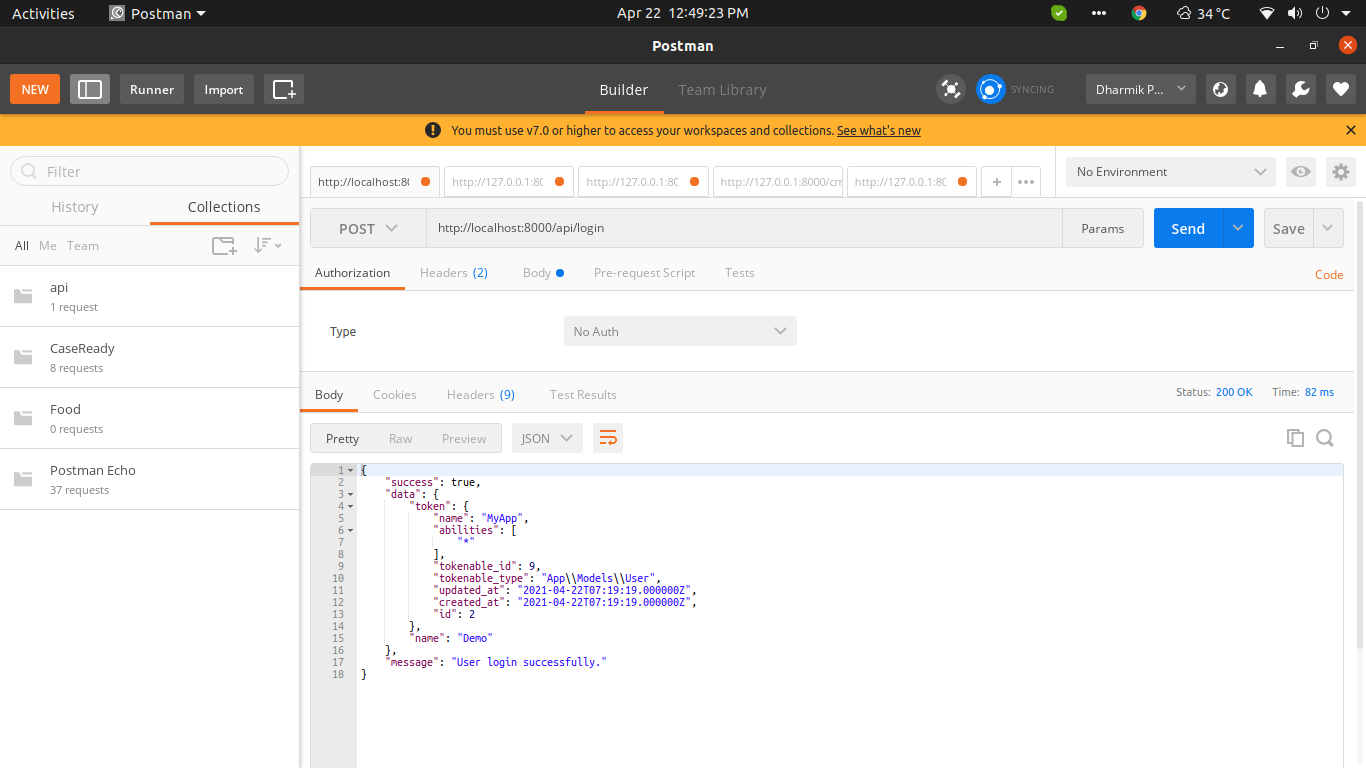 Activities Postman Apr 22 12:49:23 PM 34 °C
Postman
NEW Runner Import Builder Team Library SYNCING Dharmik P...
You must use v7.0 or higher to access your workspaces and collections. See what's new
Filter
History Collections
All Me Team
api
1 request
CaseReady
8 requests
Food
0 requests
Postman Echo
37 requests
http://localhost:80 http://127.0.0.1:80 http://127.0.0.1:80 http://127.0.0.1:8000/crm http://127.0.0.1:80 + ••• No Environment
POST http://localhost:8000/api/login Params Send Save
Authorization Headers (2) Body Pre-request Script Tests Code
Type No Auth
Body Cookies Headers (9) Test Results Status: 200 OK Time: 82 ms
Pretty Raw Preview JSON
1 {
2 "success": true,
3 "data": {
4 "token": {
5 "name": "MyApp",
6 "abilities": [
7 "*"
8 ],
9 "tokenable_id": 9,
10 "tokenable_type": "App\\Models\\User",
11 "updated_at": "2021-04-22T07:19:19.000000Z",
12 "created_at": "2021-04-22T07:19:19.000000Z",
13 "id": 2
14 },
15 "name": "Demo"
16 },
17 "message": "User login successfully."
18 }